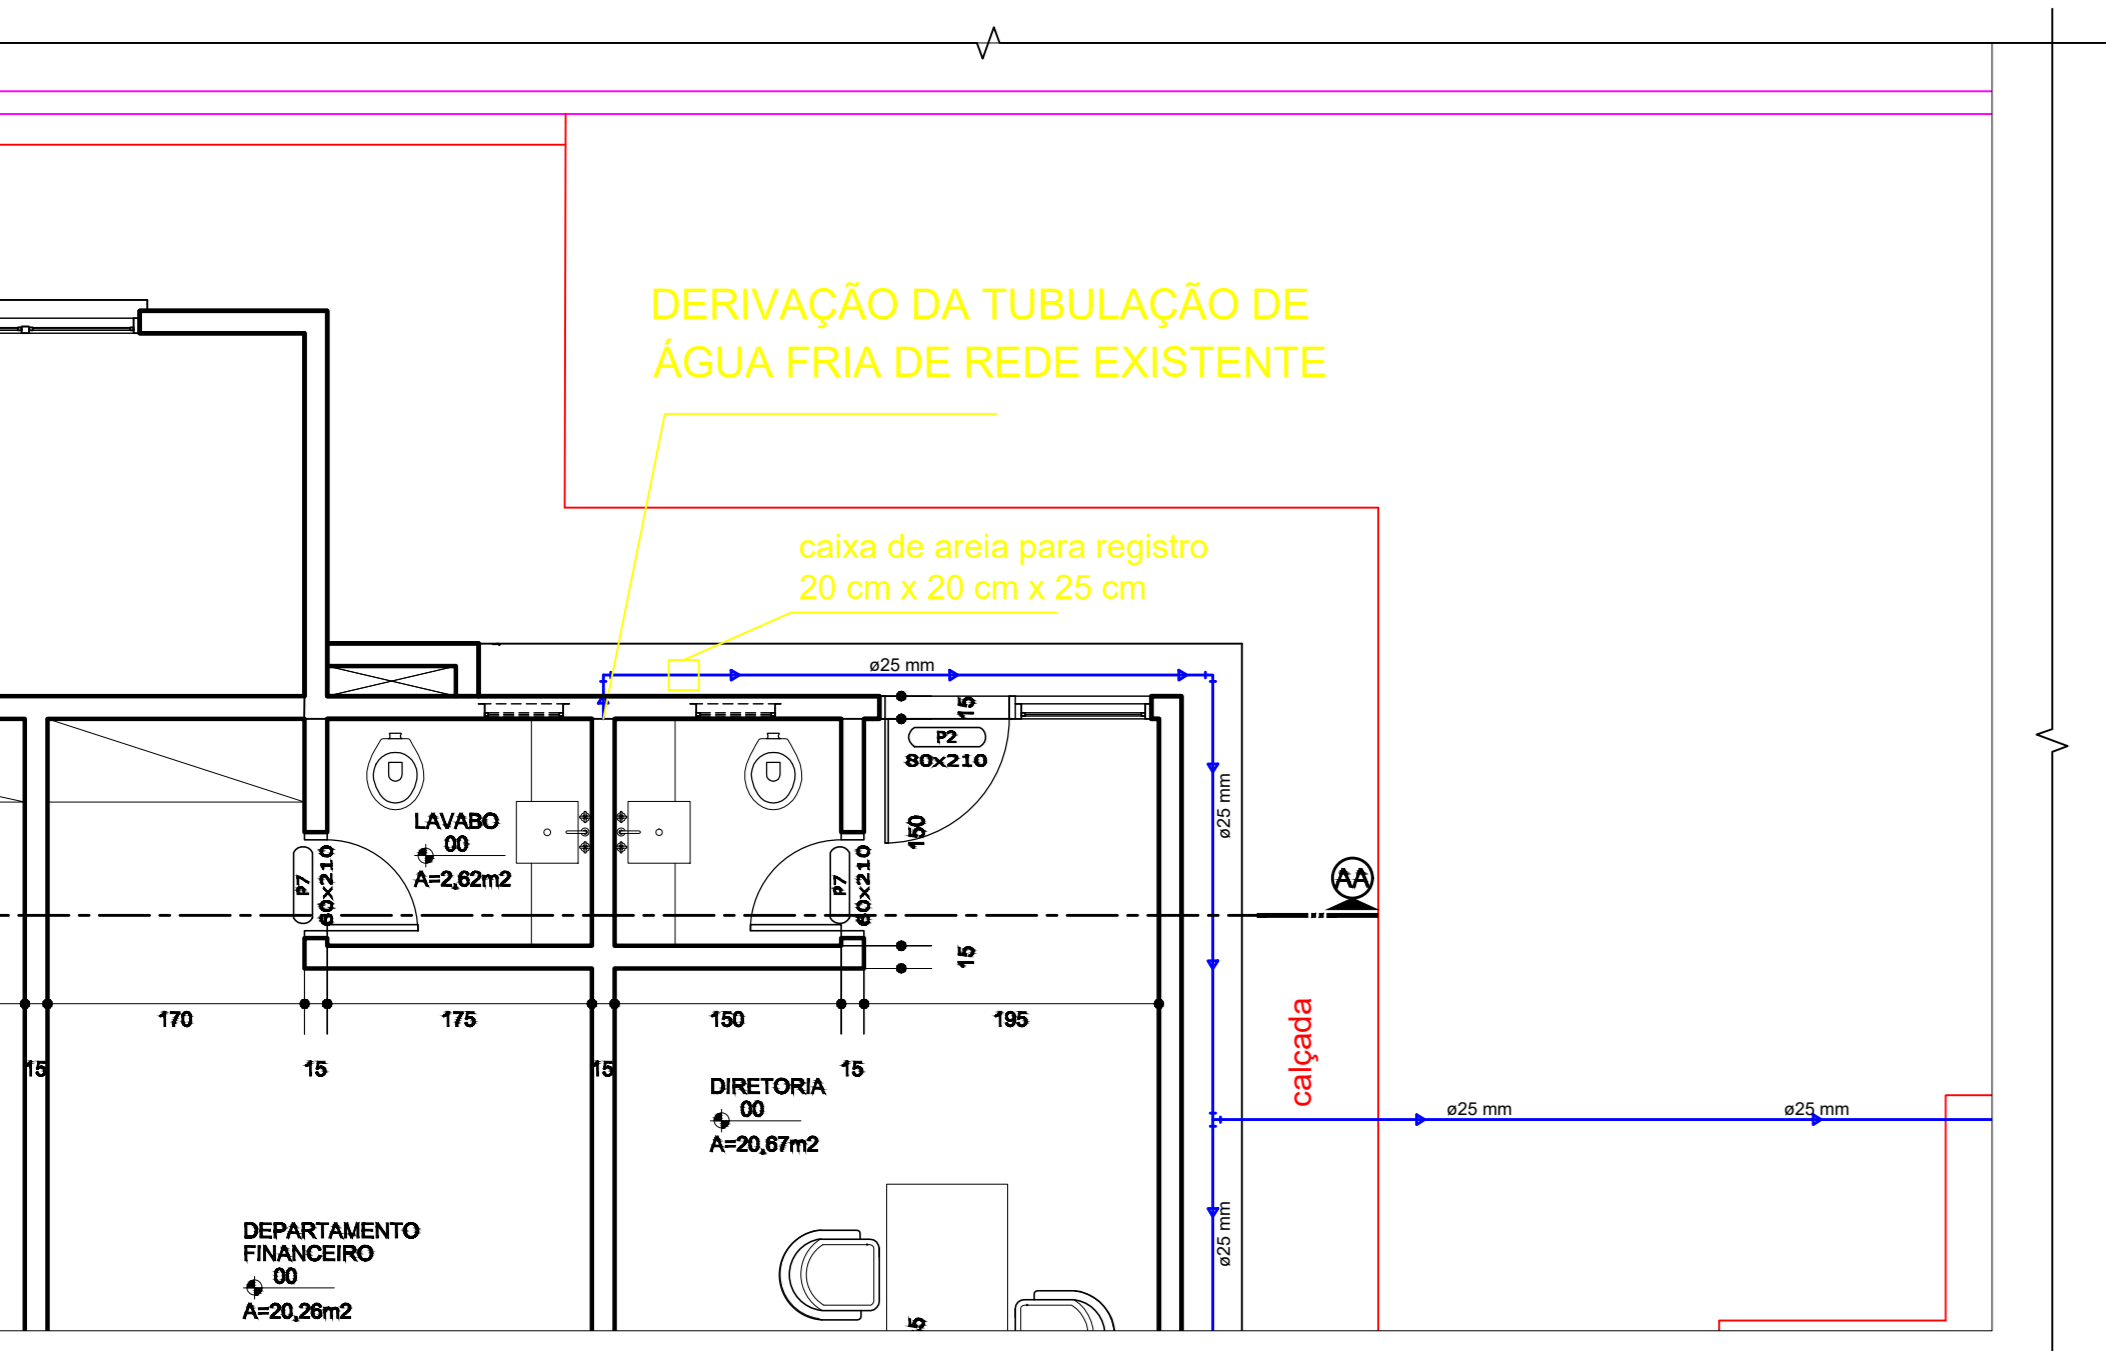 DERIVAÇÃO DA TUBULAÇÃO DE
ÁGUA FRIA DE REDE EXISTENTE
caixa de areia para registro
20 cm x 20 cm x 25 cm
ø25 mm
15
P2
80x210
150
ø25 mm
LAVABO
00
A=2,62m2
P7
60x210
P7
60x210
AA
15
170
175
150
195
15
15
15
15
calçada
DIRETORIA
00
A=20,67m2
ø25 mm
ø25 mm
ø25 mm
DEPARTAMENTO
FINANCEIRO
00
A=20,26m2